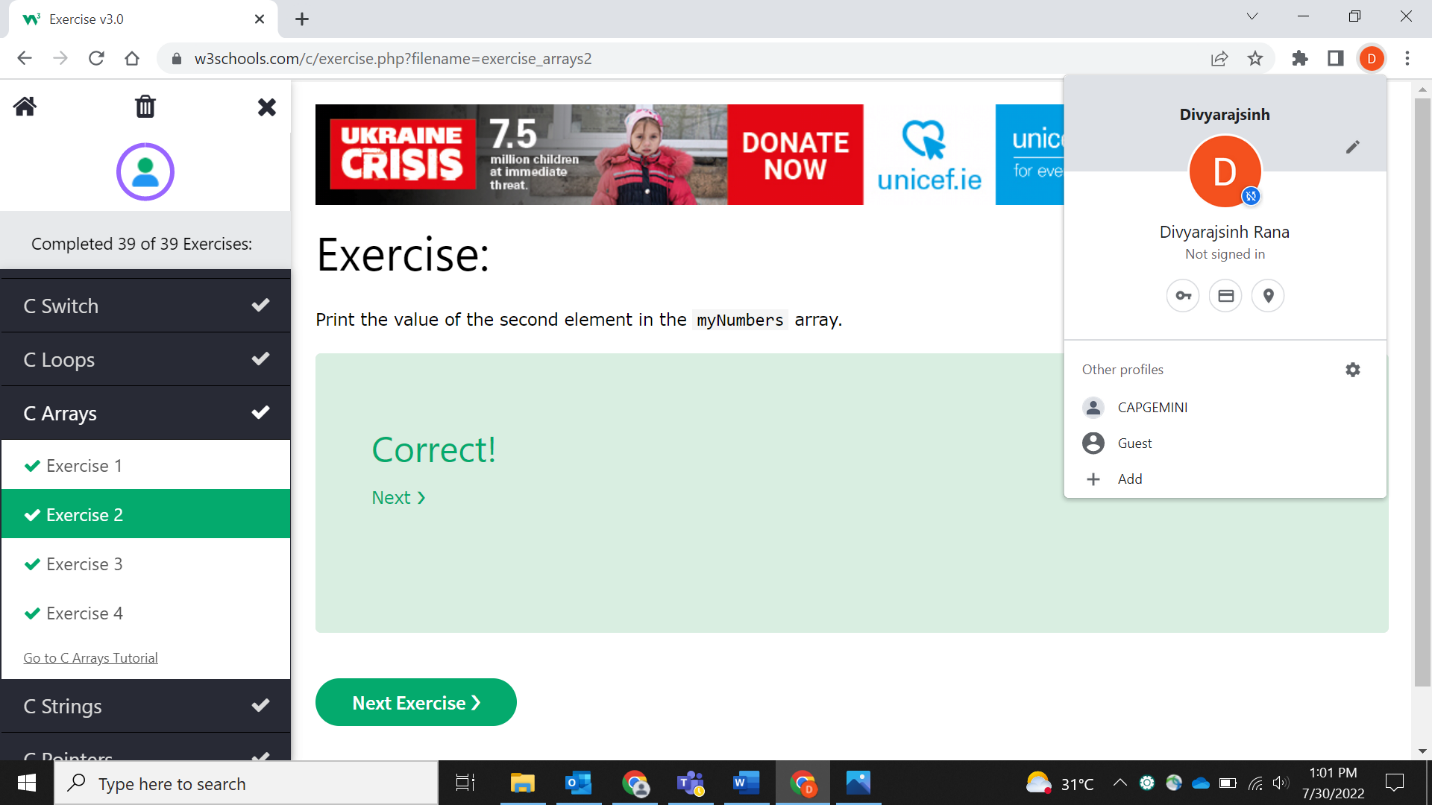 Exercise v3.0
w3schools.com/c/exercise.php?filename=exercise_arrays2
D
Completed 39 of 39 Exercises:
C Switch
C Loops
C Arrays
Exercise 1
Exercise 2
Exercise 3
Exercise 4
Go to C Arrays Tutorial
C Strings
C Pointers
UKRAINE
CRISIS
7.5
million children
at immediate
threat.
DONATE
NOW
unicef.ie
unic
for eve
Exercise:
Print the value of the second element in the myNumbers array.
Correct!
Next ❯
Next Exercise ❯
Divyarajsinh
D
Divyarajsinh Rana
Not signed in
Other profiles
CAPGEMINI
Guest
Add
Type here to search
31°C
1:01 PM
7/30/2022